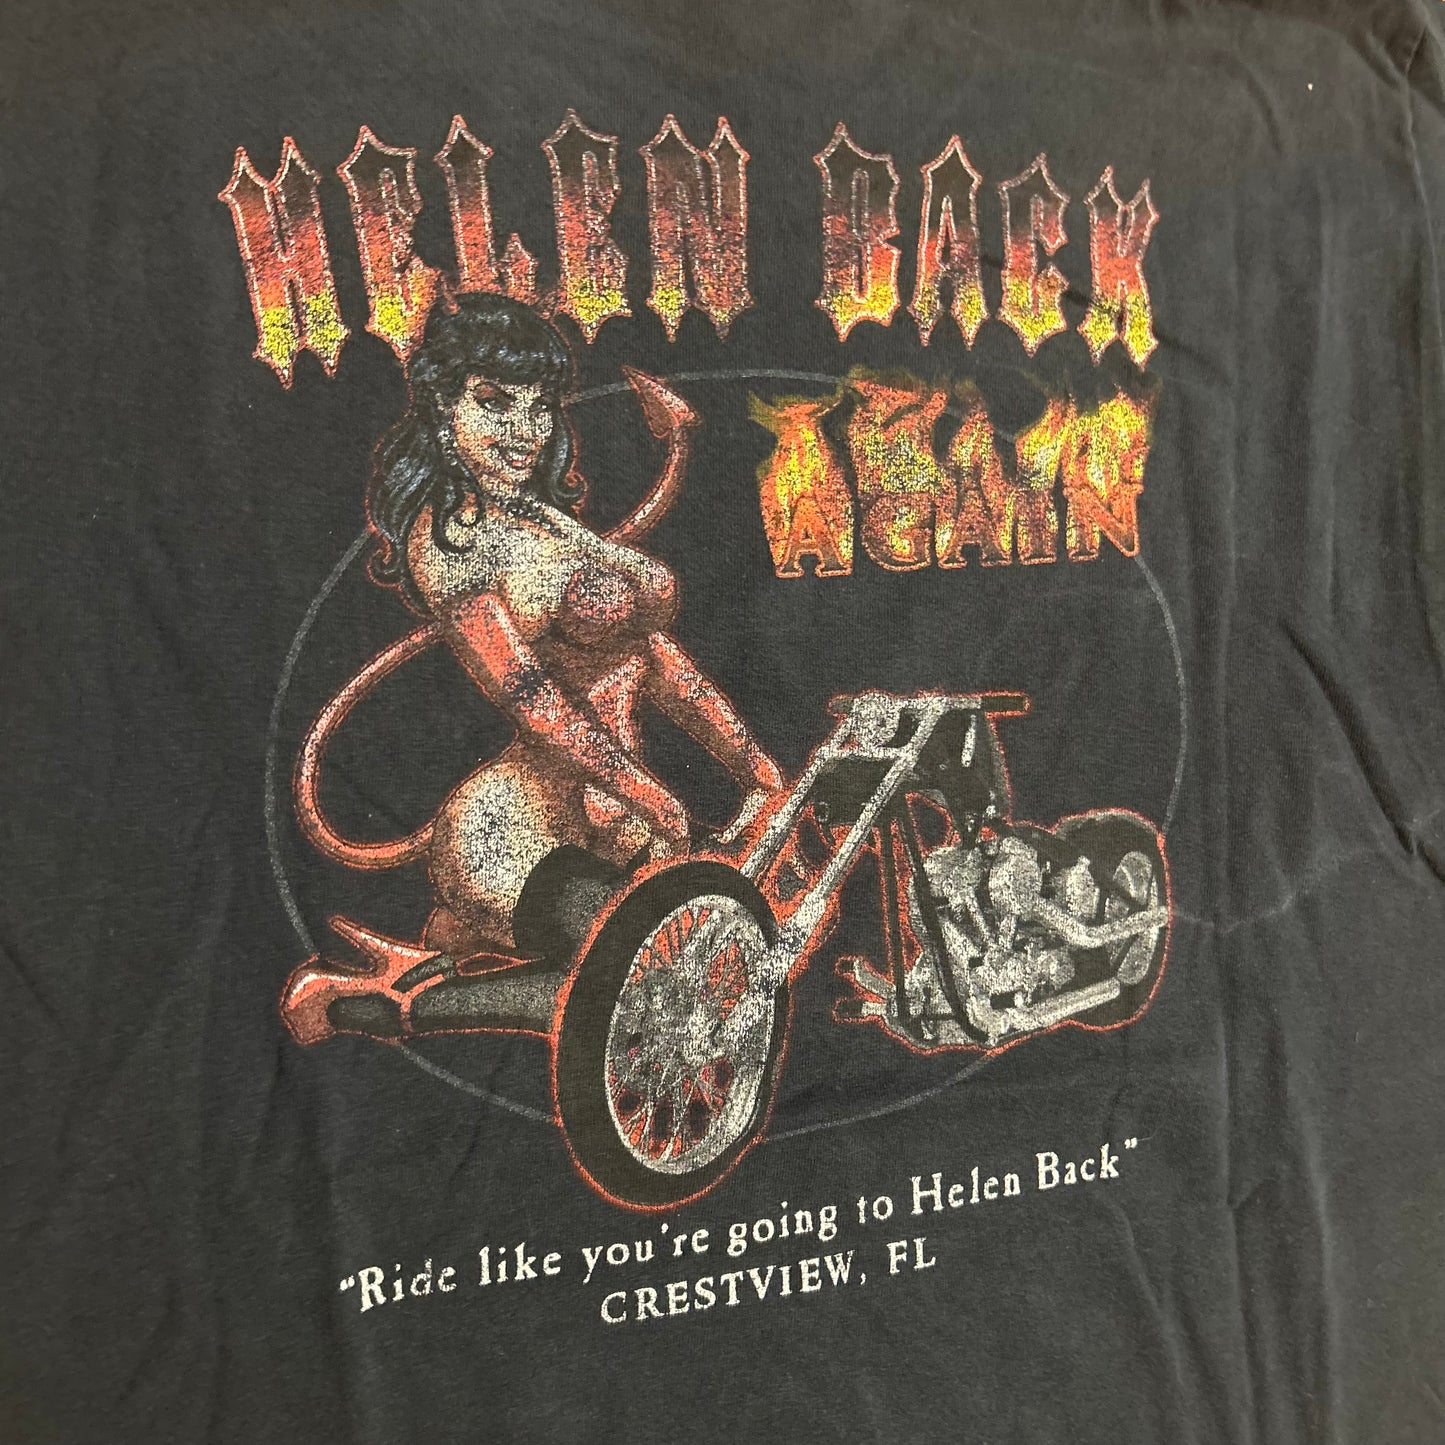 HELEN BACK
AGAIN
"Ride like you're going to Helen Back"
CRESTVIEW, FL